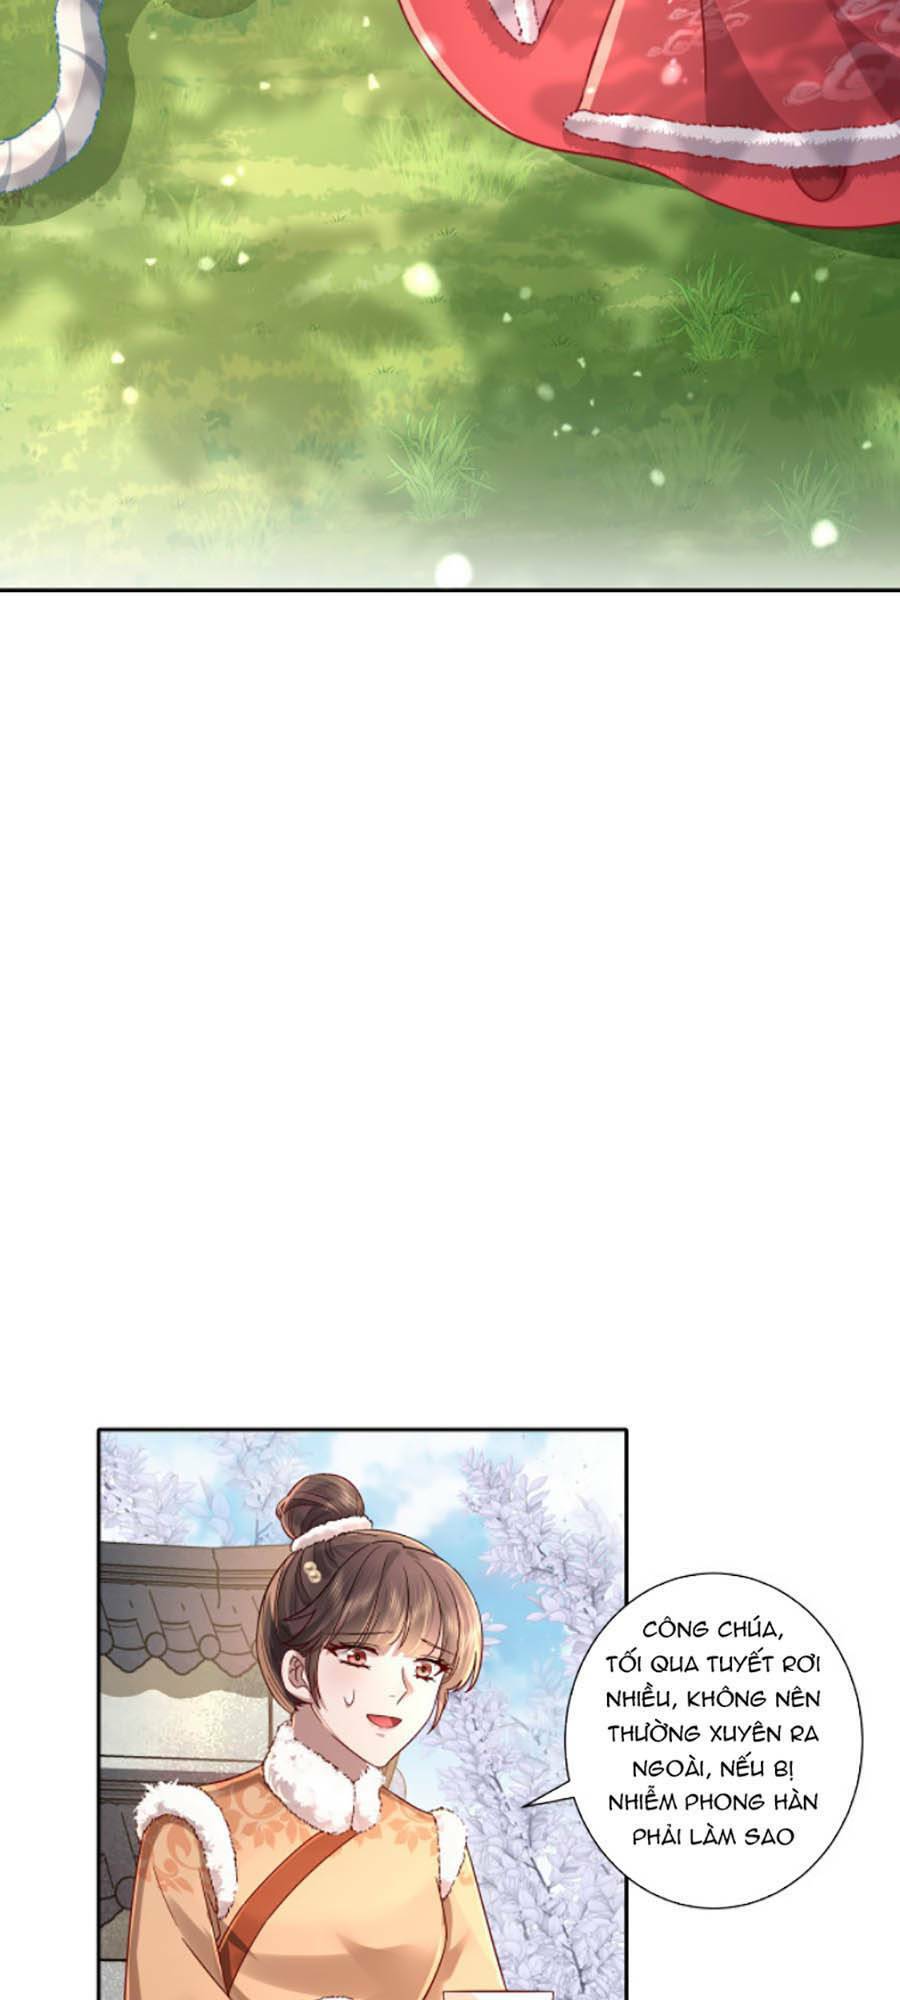 CÔNG CHÚA,
TỐI QUA TUYẾT RƠI
NHIỀU, KHÔNG NÊN
THƯỜNG XUYÊN RA
NGOÀI, NẾU BỊ
NHIỄM PHONG HÀN
PHẢI LÀM SAO